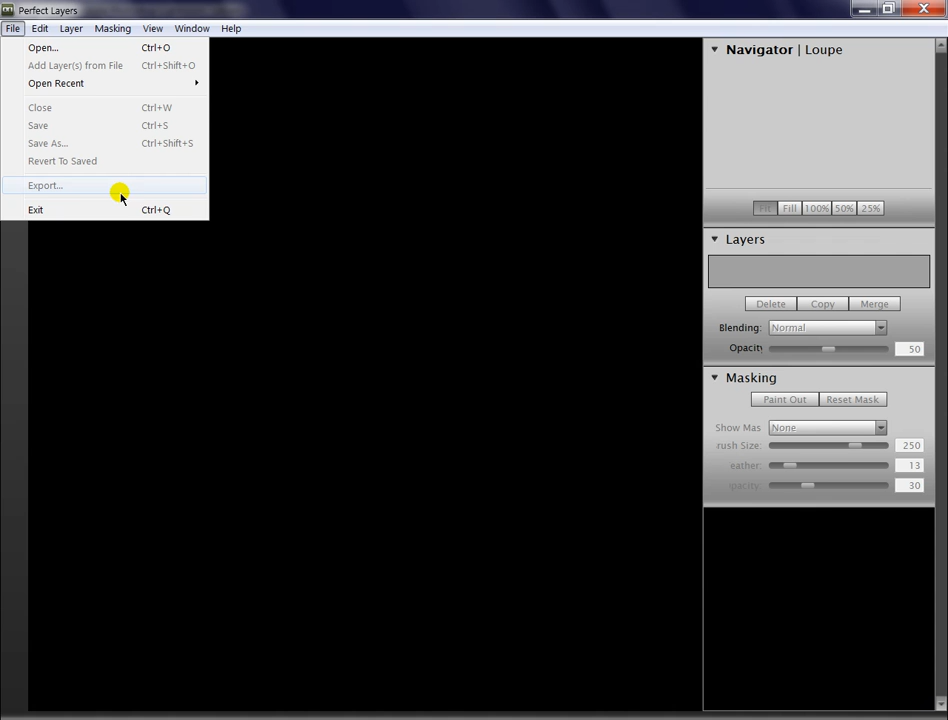 Perfect Layers
File Edit Layer Masking View Window Help
Open... Ctrl+O
Add Layer(s) from File Ctrl+Shift+O
Open Recent
Close Ctrl+W
Save Ctrl+S
Save As... Ctrl+Shift+S
Revert To Saved
Export...
Exit Ctrl+Q
Navigator | Loupe
Fit Fill 100% 50% 25%
Layers
Delete Copy Merge
Blending: Normal
Opacity 50
Masking
Paint Out Reset Mask
Show Mas None
rush Size: 250
eather: 13
pacity: 30